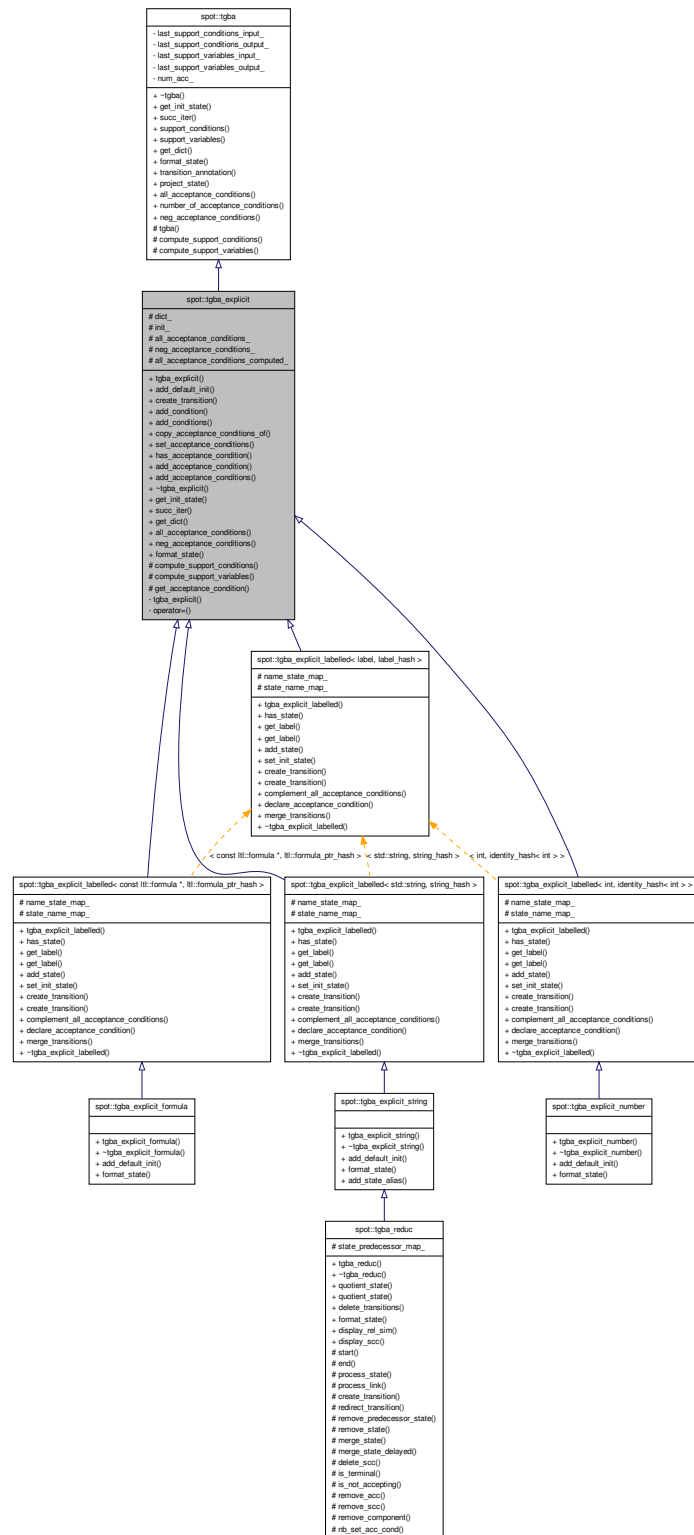 spot::tgba
- last_support_conditions_input_
- last_support_conditions_output_
- last_support_variables_input_
- last_support_variables_output_
- num_acc_
+ ~tgba()
+ get_init_state()
+ succ_iter()
+ support_conditions()
+ support_variables()
+ get_dict()
+ format_state()
+ transition_annotation()
+ project_state()
+ all_acceptance_conditions()
+ number_of_acceptance_conditions()
+ neg_acceptance_conditions()
# tgba()
# compute_support_conditions()
# compute_support_variables()
spot::tgba_explicit
# dict_
# init_
# all_acceptance_conditions_
# neg_acceptance_conditions_
# all_acceptance_conditions_computed_
+ tgba_explicit()
+ add_default_init()
+ create_transition()
+ add_condition()
+ add_conditions()
+ copy_acceptance_conditions_of()
+ set_acceptance_conditions()
+ has_acceptance_condition()
+ add_acceptance_condition()
+ add_acceptance_conditions()
+ ~tgba_explicit()
+ get_init_state()
+ succ_iter()
+ get_dict()
+ all_acceptance_conditions()
+ neg_acceptance_conditions()
+ format_state()
# compute_support_conditions()
# compute_support_variables()
# get_acceptance_condition()
- tgba_explicit()
- operator=()
spot::tgba_explicit_labelled< label, label_hash >
# name_state_map_
# state_name_map_
+ tgba_explicit_labelled()
+ has_state()
+ get_label()
+ get_label()
+ add_state()
+ set_init_state()
+ create_transition()
+ create_transition()
+ complement_all_acceptance_conditions()
+ declare_acceptance_condition()
+ merge_transitions()
+ ~tgba_explicit_labelled()
< const ltl::formula *, ltl::formula_ptr_hash >
< std::string, string_hash >
< int, identity_hash< int > >
spot::tgba_explicit_labelled< const ltl::formula *, ltl::formula_ptr_hash >
# name_state_map_
# state_name_map_
+ tgba_explicit_labelled()
+ has_state()
+ get_label()
+ get_label()
+ add_state()
+ set_init_state()
+ create_transition()
+ create_transition()
+ complement_all_acceptance_conditions()
+ declare_acceptance_condition()
+ merge_transitions()
+ ~tgba_explicit_labelled()
spot::tgba_explicit_labelled< std::string, string_hash >
# name_state_map_
# state_name_map_
+ tgba_explicit_labelled()
+ has_state()
+ get_label()
+ get_label()
+ add_state()
+ set_init_state()
+ create_transition()
+ create_transition()
+ complement_all_acceptance_conditions()
+ declare_acceptance_condition()
+ merge_transitions()
+ ~tgba_explicit_labelled()
spot::tgba_explicit_labelled< int, identity_hash< int > >
# name_state_map_
# state_name_map_
+ tgba_explicit_labelled()
+ has_state()
+ get_label()
+ get_label()
+ add_state()
+ set_init_state()
+ create_transition()
+ create_transition()
+ complement_all_acceptance_conditions()
+ declare_acceptance_condition()
+ merge_transitions()
+ ~tgba_explicit_labelled()
spot::tgba_explicit_formula
+ tgba_explicit_formula()
+ ~tgba_explicit_formula()
+ add_default_init()
+ format_state()
spot::tgba_explicit_string
+ tgba_explicit_string()
+ ~tgba_explicit_string()
+ add_default_init()
+ format_state()
+ add_state_alias()
spot::tgba_explicit_number
+ tgba_explicit_number()
+ ~tgba_explicit_number()
+ add_default_init()
+ format_state()
spot::tgba_reduc
# state_predecessor_map_
+ tgba_reduc()
+ ~tgba_reduc()
+ quotient_state()
+ quotient_state()
+ delete_transitions()
+ format_state()
+ display_rel_sim()
+ display_scc()
# start()
# end()
# process_state()
# process_link()
# create_transition()
# redirect_transition()
# remove_predecessor_state()
# remove_state()
# merge_state()
# merge_state_delayed()
# delete_scc()
# is_terminal()
# is_not_accepting()
# remove_acc()
# remove_scc()
# remove_component()
# nb_set_acc_cond()